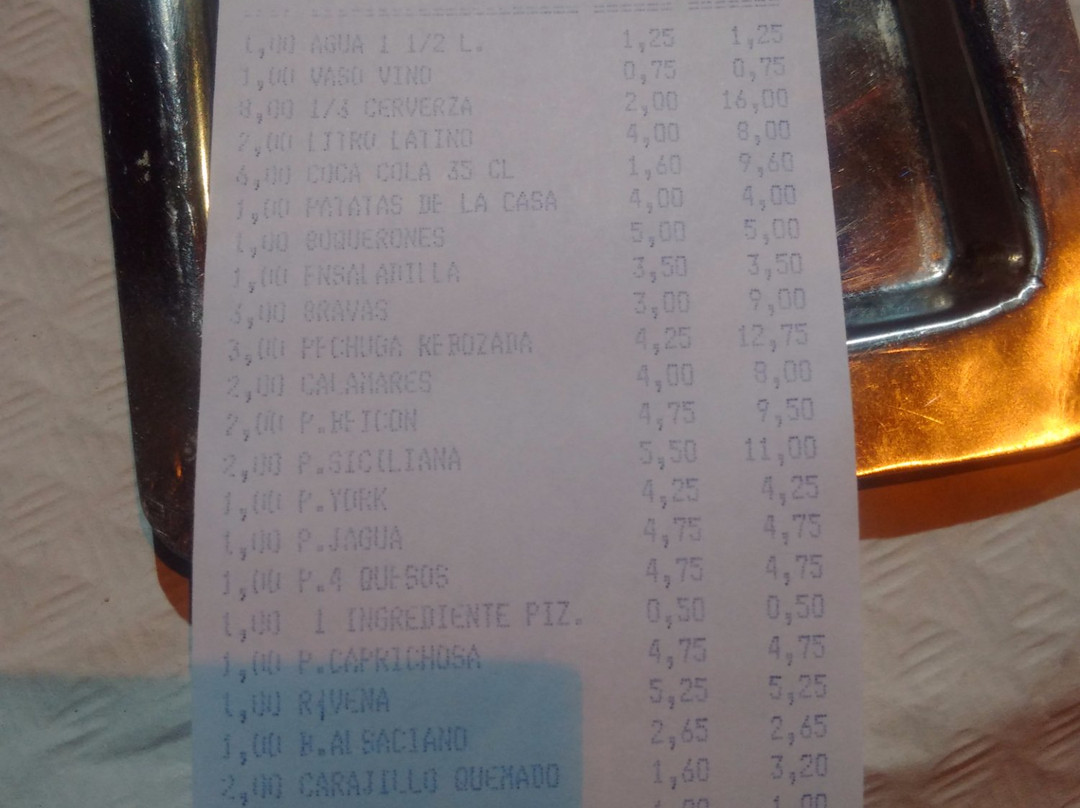 1,00 AGUA 1 1/2 L. 1,25 1,25
1,00 VASO VINO 0,75 0,75
8,00 1/3 CERVERZA 2,00 16,00
2,00 LITRO LATINO 4,00 8,00
6,00 COCA COLA 35 CL 1,60 9,60
1,00 PATATAS DE LA CASA 4,00 4,00
1,00 BOQUERONES 5,00 5,00
1,00 ENSALADILLA 3,50 3,50
3,00 BRAVAS 3,00 9,00
3,00 PECHUGA REBOZADA 4,25 12,75
2,00 CALAMARES 4,00 8,00
2,00 P.BEICON 4,75 9,50
2,00 P.SICILIANA 5,50 11,00
1,00 P.YORK 4,25 4,25
1,00 P.JAGUA 4,75 4,75
1,00 P.4 QUESOS 4,75 4,75
1,00 1 INGREDIENTE PIZ. 0,50 0,50
1,00 P.CAPRICHOSA 4,75 4,75
1,00 5,25 5,25
1,00 B.ALSACIANO 2,65 2,65
2,00 CARAJILLO QUEMADO 1,60 3,20